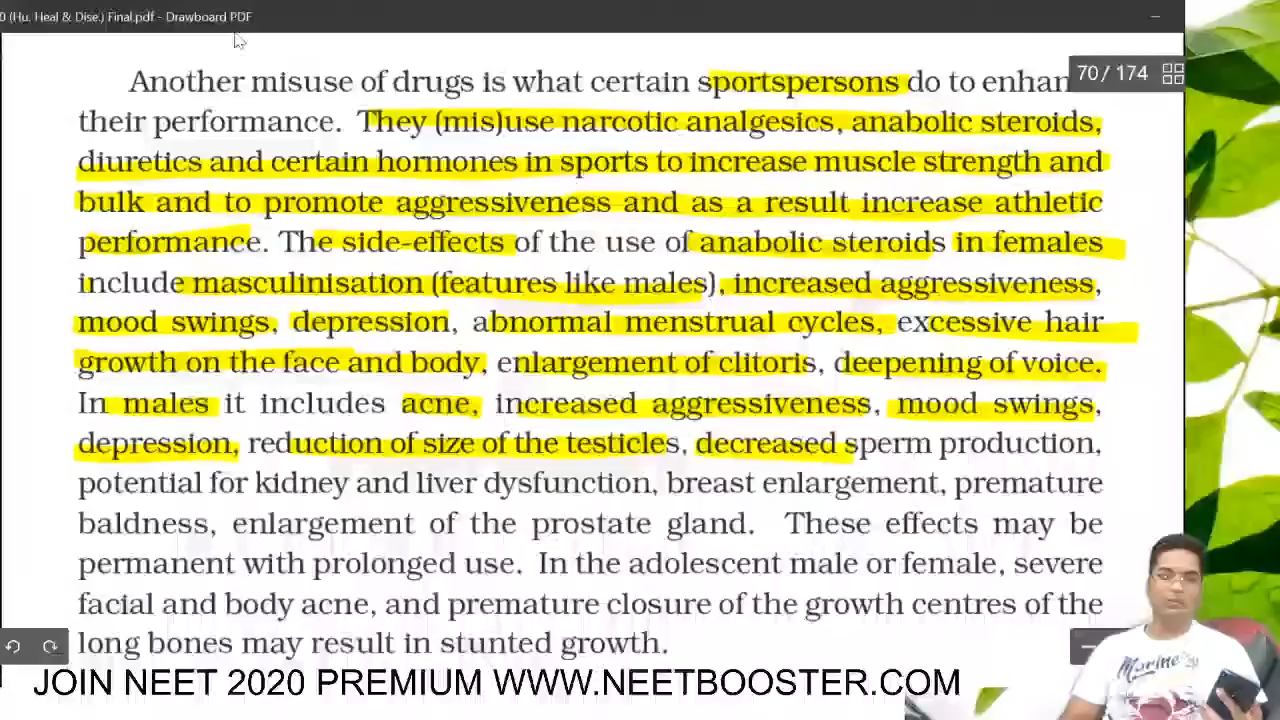 0 (Hu. Heal & Dise.) Final.pdf - Drawboard PDF
70 / 174
Another misuse of drugs is what certain sportspersons do to enhan
their performance. They (mis)use narcotic analgesics, anabolic steroids,
diuretics and certain hormones in sports to increase muscle strength and
bulk and to promote aggressiveness and as a result increase athletic
performance. The side-effects of the use of anabolic steroids in females
include masculinisation (features like males), increased aggressiveness,
mood swings, depression, abnormal menstrual cycles, excessive hair
growth on the face and body, enlargement of clitoris, deepening of voice.
In males it includes acne, increased aggressiveness, mood swings,
depression, reduction of size of the testicles, decreased sperm production,
potential for kidney and liver dysfunction, breast enlargement, premature
baldness, enlargement of the prostate gland. These effects may be
permanent with prolonged use. In the adolescent male or female, severe
facial and body acne, and premature closure of the growth centres of the
long bones may result in stunted growth.
JOIN NEET 2020 PREMIUM WWW.NEETBOOSTER.COM